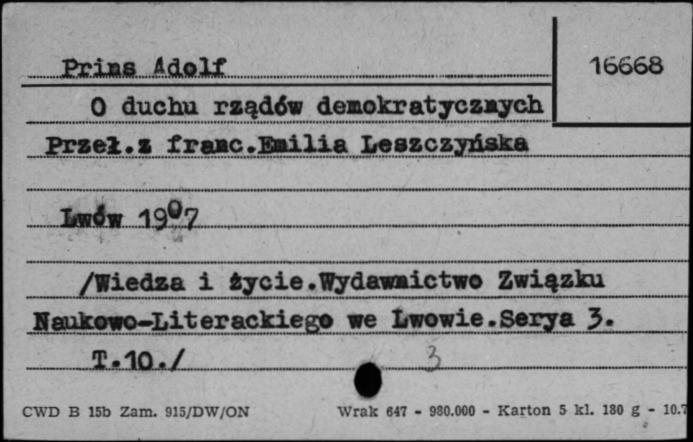 Prins Adolf
16668
O duchu rządów demokratycznych
Przeł.z franc.Emilia Leszczyńska
Lwów 1907
/Wiedza i życie.Wydawnictwo Związku
Naukowo-Literackiego we Lwowie.Serya 3.
T.10./
3
CWD B 15b Zam. 915/DW/ON Wrak 647 - 980.000 - Karton 5 kl. 180 g - 10.7